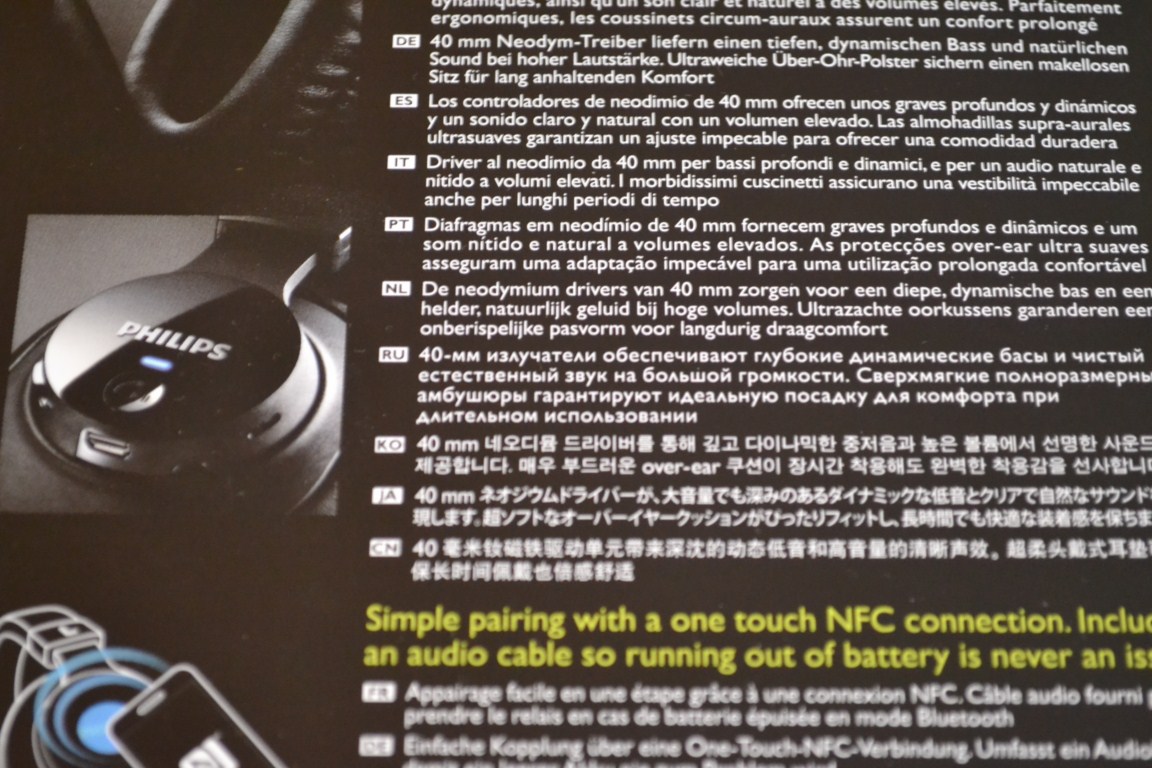 dynamiques, ainsi qu'un son clair et naturel à des volumes élevés. Parfaitement
ergonomiques, les coussinets circum-auraux assurent un confort prolongé
DE 40 mm Neodym-Treiber liefern einen tiefen, dynamischen Bass und natürlichen
Sound bei hoher Lautstärke. Ultraweiche Über-Ohr-Polster sichern einen makellosen
Sitz für lang anhaltenden Komfort
ES Los controladores de neodimio de 40 mm ofrecen unos graves profundos y dinámicos
y un sonido claro y natural con un volumen elevado. Las almohadillas supra-aurales
ultrasuaves garantizan un ajuste impecable para ofrecer una comodidad duradera
IT Driver al neodimio da 40 mm per bassi profondi e dinamici, e per un audio naturale e
nitido a volumi elevati. I morbidissimi cuscinetti assicurano una vestibilità impeccabile
anche per lunghi periodi di tempo
PT Diafragmas em neodímio de 40 mm fornecem graves profundos e dinâmicos e um
som nítido e natural a volumes elevados. As protecções over-ear ultra suaves
asseguram uma adaptação impecável para uma utilização prolongada confortável
NL De neodymium drivers van 40 mm zorgen voor een diepe, dynamische bas en een
helder, natuurlijk geluid bij hoge volumes. Ultrazachte oorkussens garanderen een
onberispelijke pasvorm voor langdurig draagcomfort
PHILIPS
RU 40-мм излучатели обеспечивают глубокие динамические басы и чистый
естественный звук на большой громкости. Сверхмягкие полноразмерны
амбушюры гарантируют идеальную посадку для комфорта при
длительном использовании
KO 40 mm 네오디뮴 드라이버를 통해 깊고 다이나믹한 중저음과 높은 볼륨에서 선명한 사운드
제공합니다. 매우 부드러운 over-ear 쿠션이 장시간 착용해도 완벽한 착용감을 선사합니다
JA 40 mm ネオジウムドライバーが、大音量でも深みのあるダイナミックな低音とクリアで自然なサウンド
現します。超ソフトなオーバーイヤークッションがぴったりフィットし、長時間でも快適な装着感を保ちま
CN 40 毫米钕磁铁驱动单元带来深沈的动态低音和高音量的清晰声效。超柔头戴式耳垫
保长时间佩戴也倍感舒适
Simple pairing with a one touch NFC connection. Includ
an audio cable so running out of battery is never an iss
FR Appairage facile en une étape grâce à une connexion NFC. Câble audio fourni
prendre le relais en cas de batterie épuisée en mode Bluetooth
DE Einfache Kopplung über eine One-Touch-NFC-Verbindung. Umfasst ein Audio